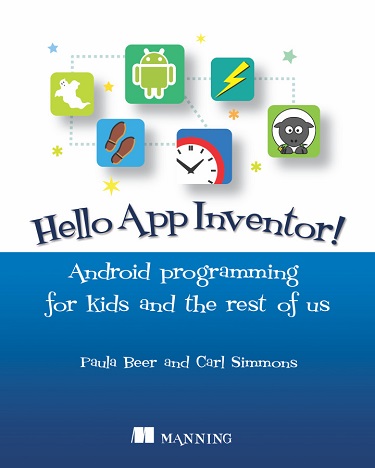 Hello App Inventor!
Android programming
for kids and the rest of us
Paula Beer and Carl Simmons
MANNING